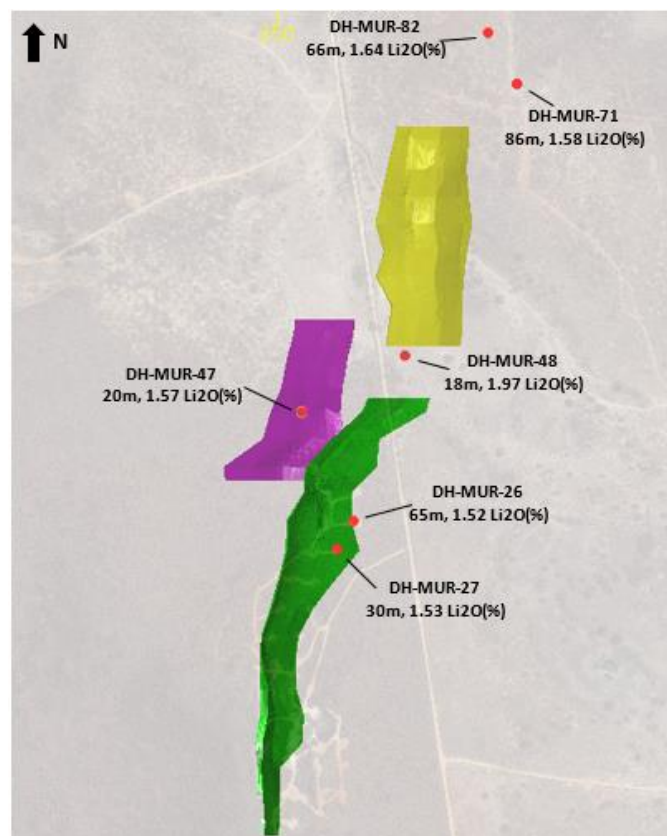 N
DH-MUR-82
66m, 1.64 Li2O(%)
DH-MUR-71
86m, 1.58 Li2O(%)
DH-MUR-48
18m, 1.97 Li2O(%)
DH-MUR-47
20m, 1.57 Li2O(%)
DH-MUR-26
65m, 1.52 Li2O(%)
DH-MUR-27
30m, 1.53 Li2O(%)